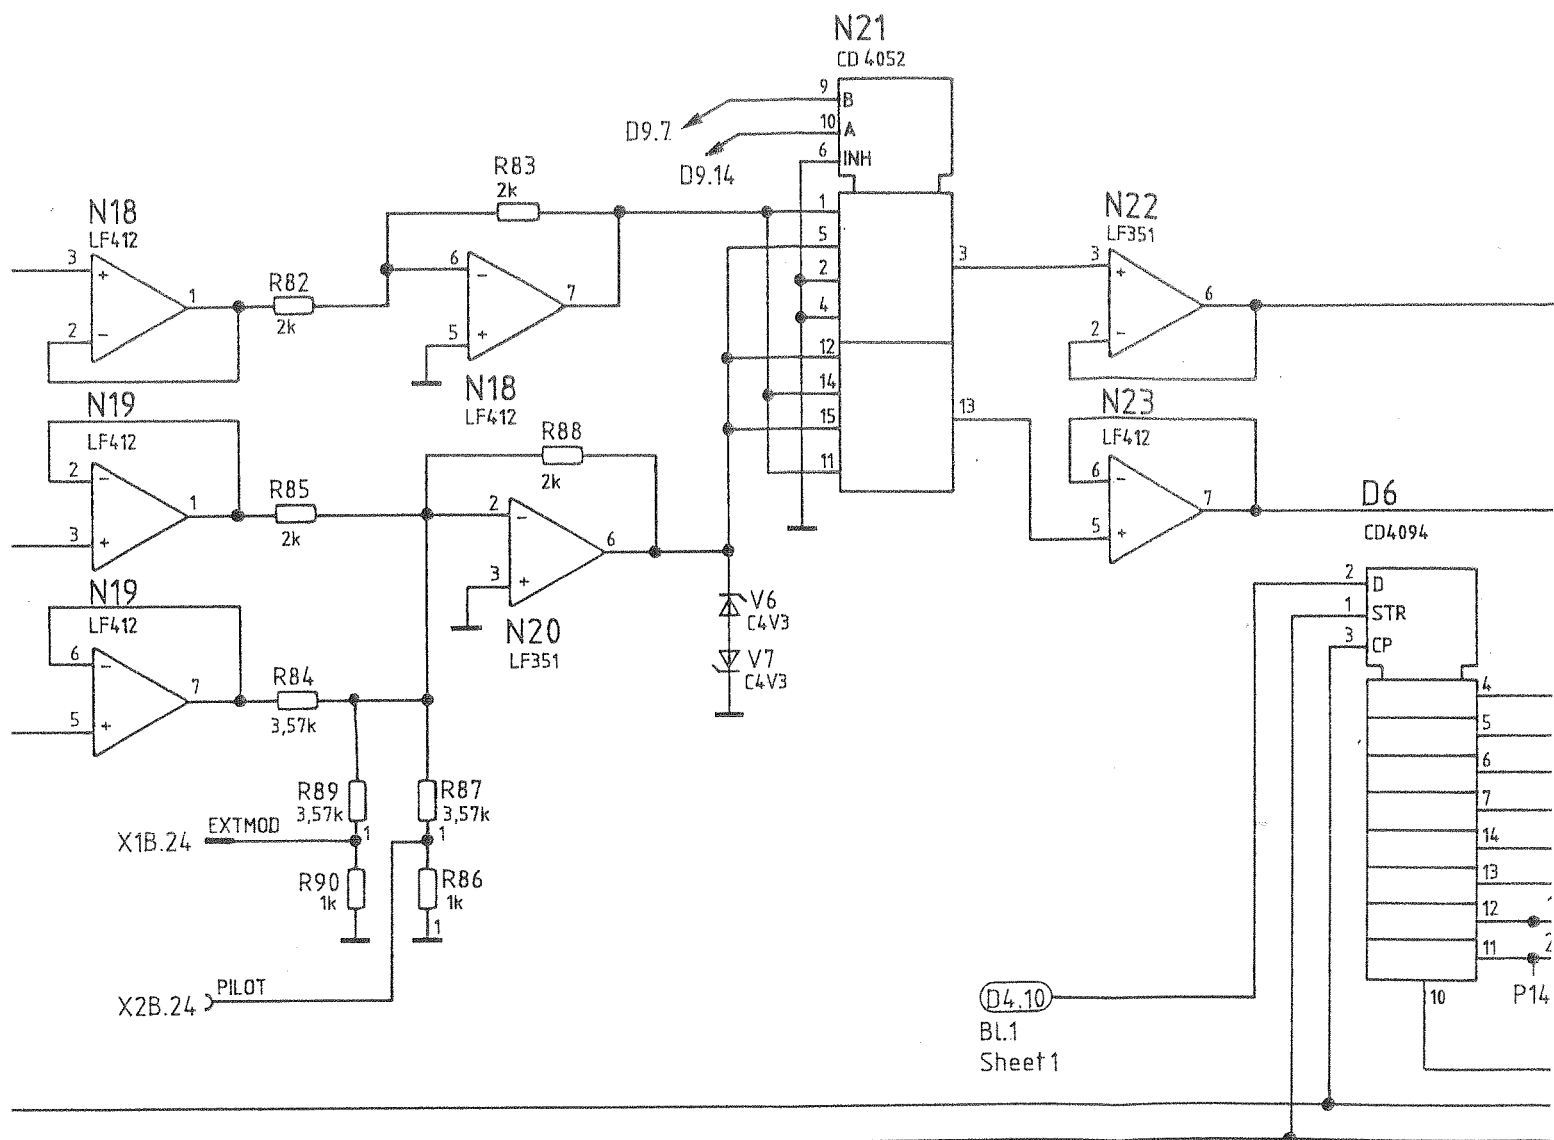 N21
CD 4052
9
B
D9.7
10
A
D9.14
6
INH
R83
2k
1
5
2
4
12
14
15
11
3
13
N18
LF412
3
+
2
-
1
R82
2k
6
-
5
+
7
N18
LF412
N22
LF351
3
+
2
-
6
N19
LF412
2
-
3
+
1
R85
2k
R88
2k
2
-
3
+
6
N20
LF351
N23
LF412
6
-
5
+
7
D6
CD4094
2
D
1
STR
3
CP
4
5
6
7
14
13
12
11
10
P14
N19
LF412
6
-
5
+
7
R84
3,57k
V6
C4V3
V7
C4V3
R89
3,57k
R87
3,57k
X1B.24
EXTMOD
1
1
R90
1k
R86
1k
1
X2B.24
PILOT
D4.10
BL.1
Sheet 1